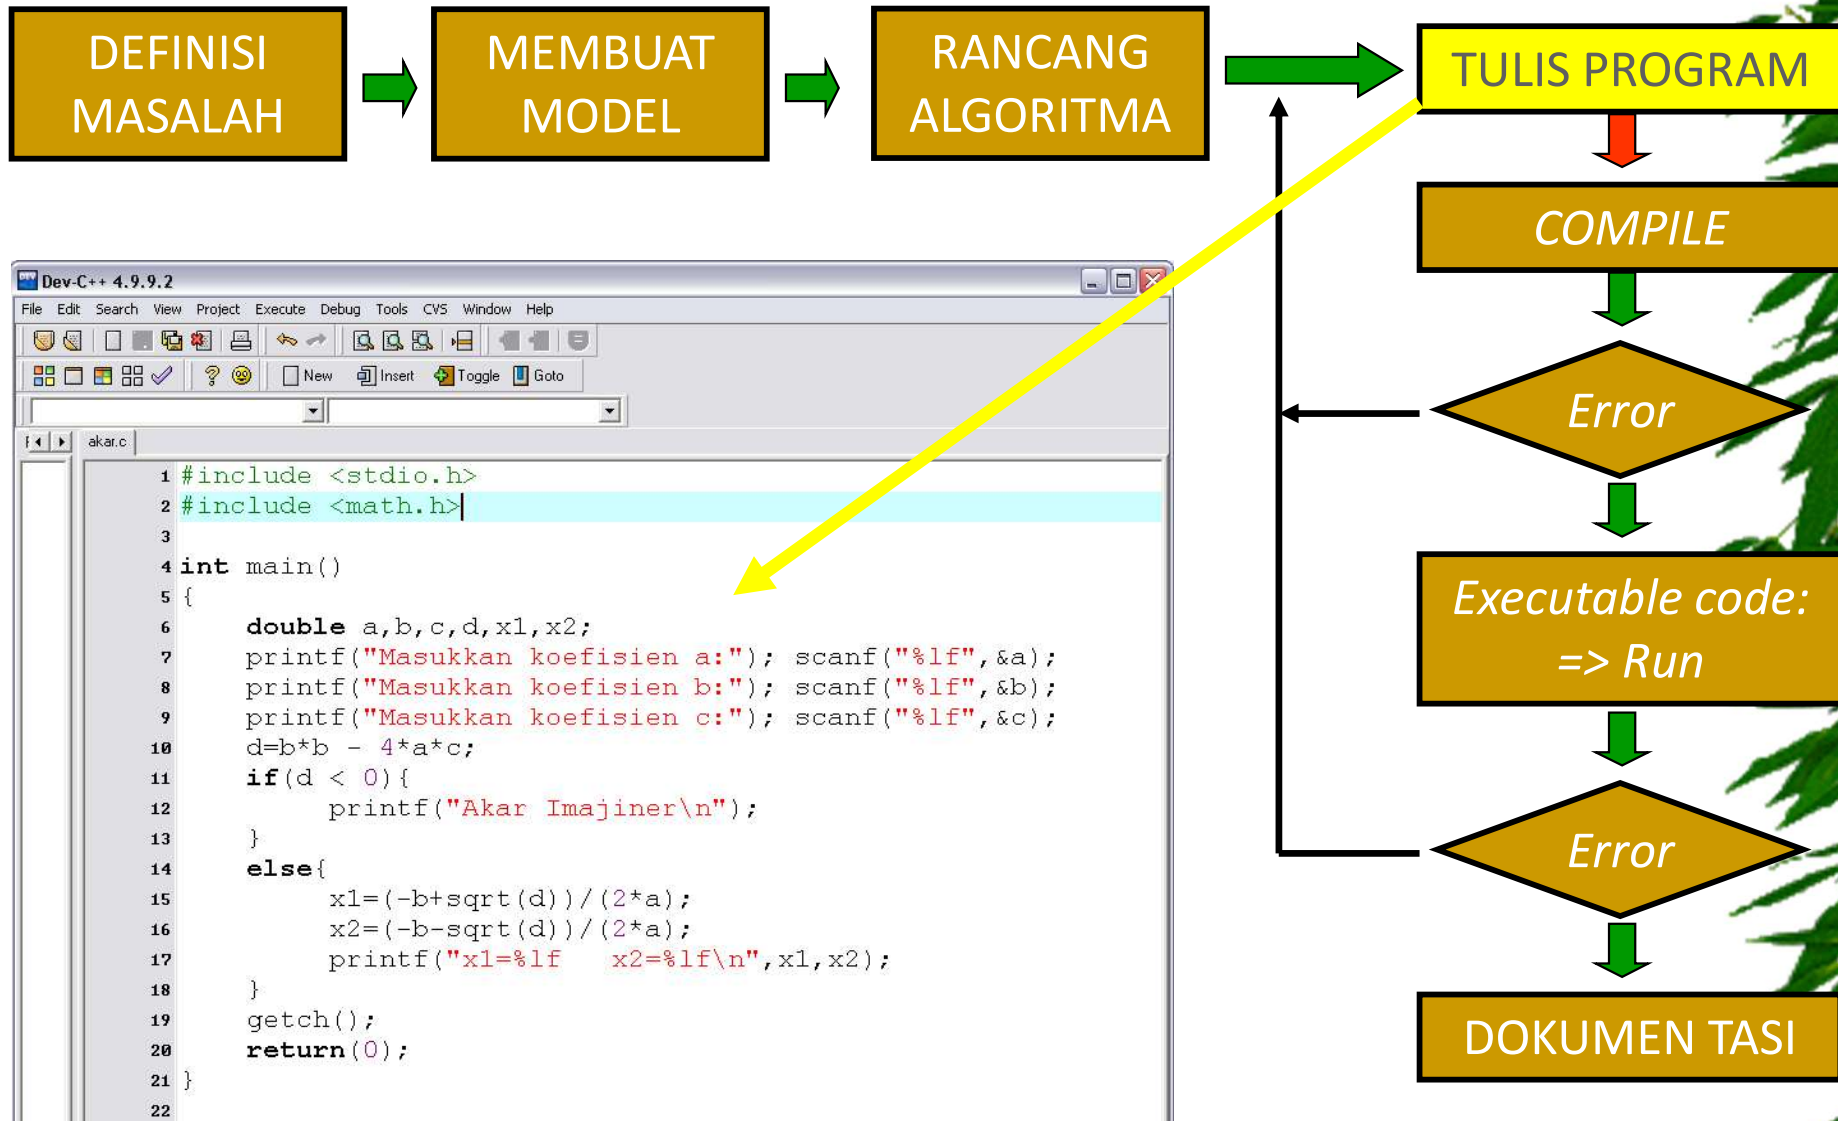 DEFINISI
MASALAH
MEMBUAT
MODEL
RANCANG
ALGORITMA
TULIS PROGRAM
COMPILE
Error
Executable code:
=> Run
Error
DOKUMEN TASI
Dev-C++ 4.9.9.2
File Edit Search View Project Execute Debug Tools CVS Window Help
New Insert Toggle Goto
akar.c
1 #include <stdio.h>
2 #include <math.h>
3
4 int main()
5 {
6 double a,b,c,d,x1,x2;
7 printf("Masukkan koefisien a:"); scanf("%lf",&a);
8 printf("Masukkan koefisien b:"); scanf("%lf",&b);
9 printf("Masukkan koefisien c:"); scanf("%lf",&c);
10 d=b*b - 4*a*c;
11 if(d < 0){
12 printf("Akar Imajiner\n");
13 }
14 else{
15 x1=(-b+sqrt(d))/(2*a);
16 x2=(-b-sqrt(d))/(2*a);
17 printf("x1=%lf   x2=%lf\n",x1,x2);
18 }
19 getch();
20 return(0);
21 }
22